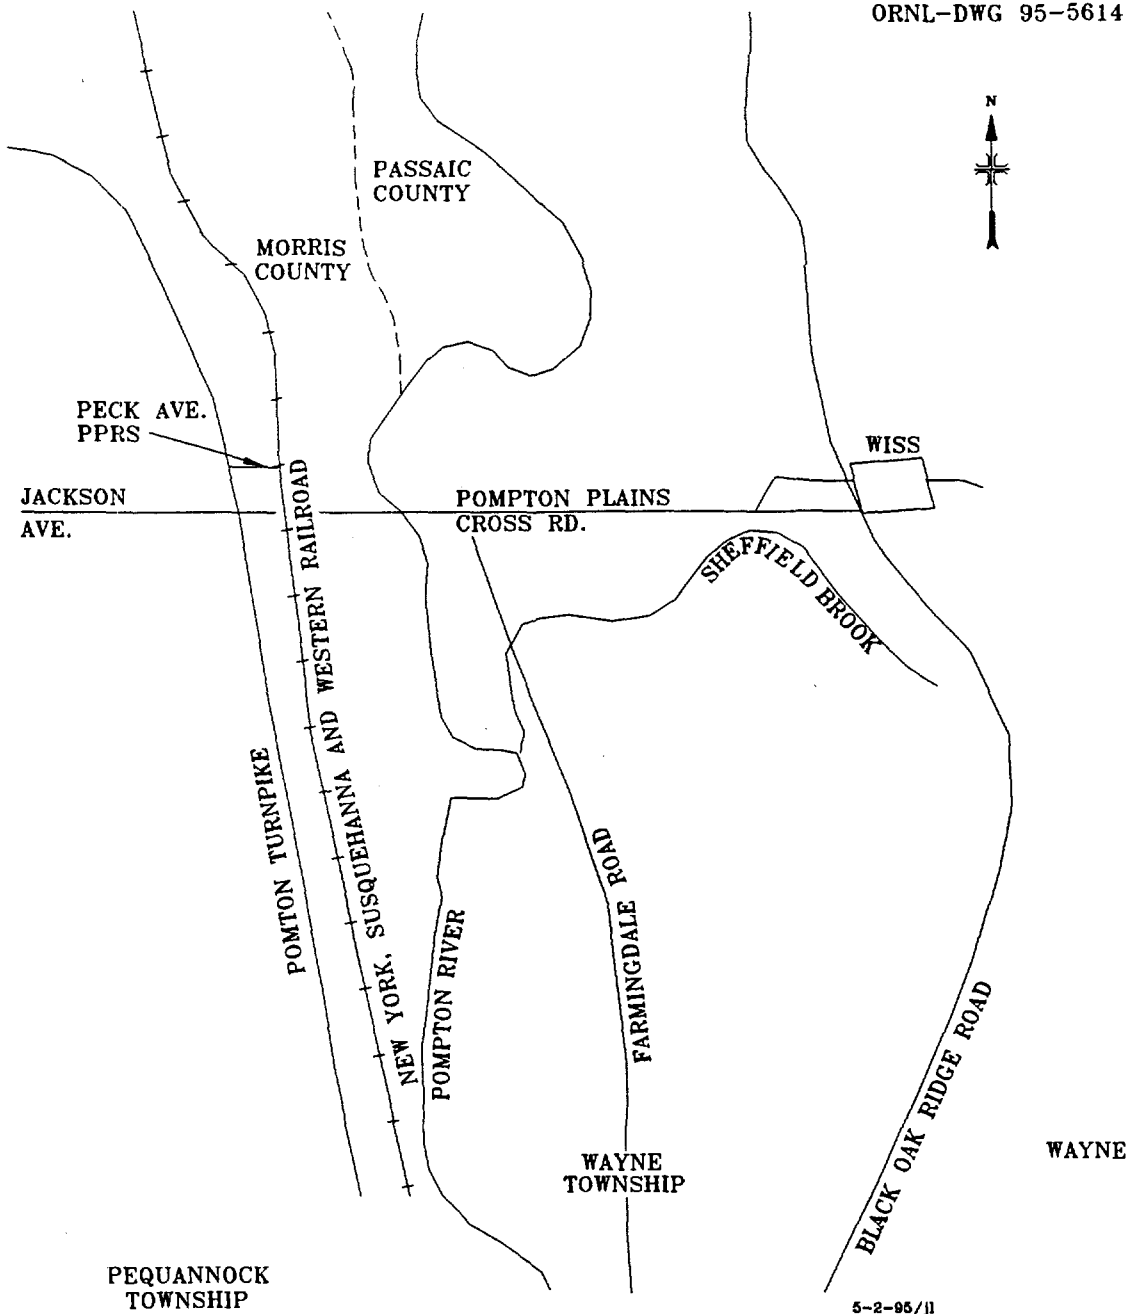 ORNL-DWG 95-5614
N
PASSAIC
COUNTY
MORRIS
COUNTY
PECK AVE.
PPRS
WISS
JACKSON
AVE.
POMPTON PLAINS
CROSS RD.
SHEFFIELD BROOK
NEW YORK, SUSQUEHANNA AND WESTERN RAILROAD
POMTON TURNPIKE
POMPTON RIVER
FARMINGDALE ROAD
BLACK OAK RIDGE ROAD
WAYNE
TOWNSHIP
WAYNE
PEQUANNOCK
TOWNSHIP
5-2-95/jl